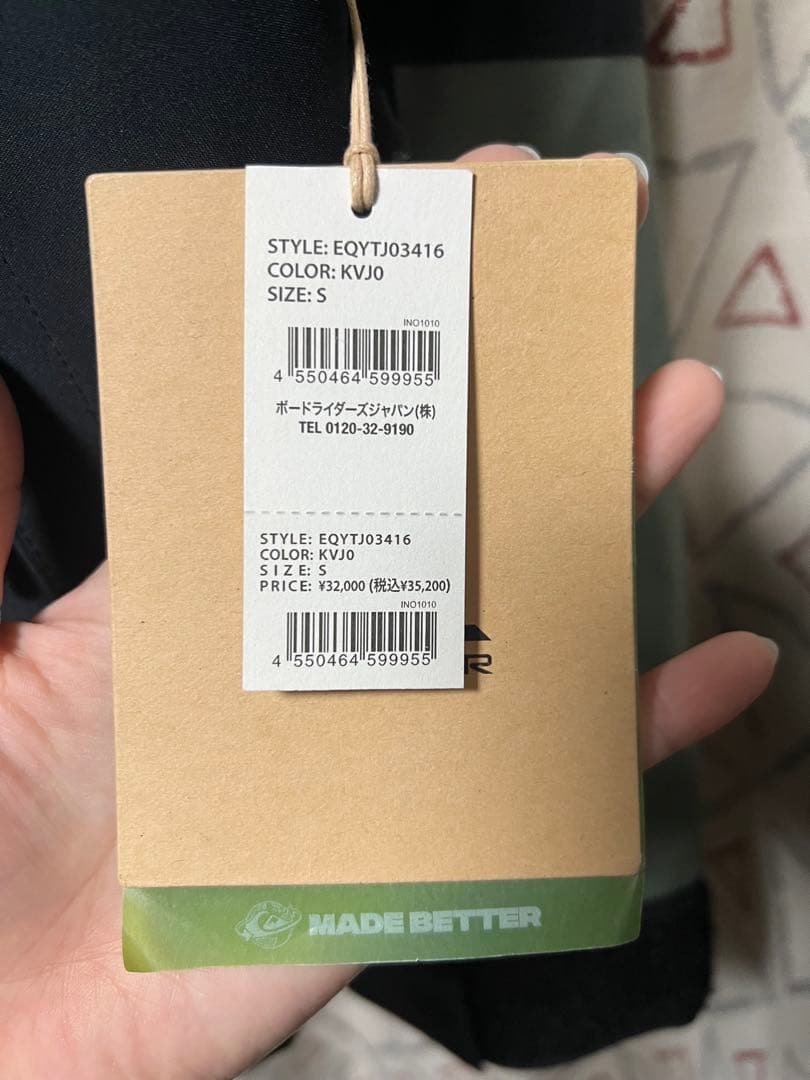 STYLE: EQYTJ03416
COLOR: KVJ0
SIZE: S
INO1010
4 550464 599955
ボードライダーズジャパン(株)
TEL 0120-32-9190
STYLE: EQYTJ03416
COLOR: KVJ0
SIZE: S
PRICE: ¥32,000 (税込¥35,200)
INO1010
4 550464 599955
R
MADE BETTER